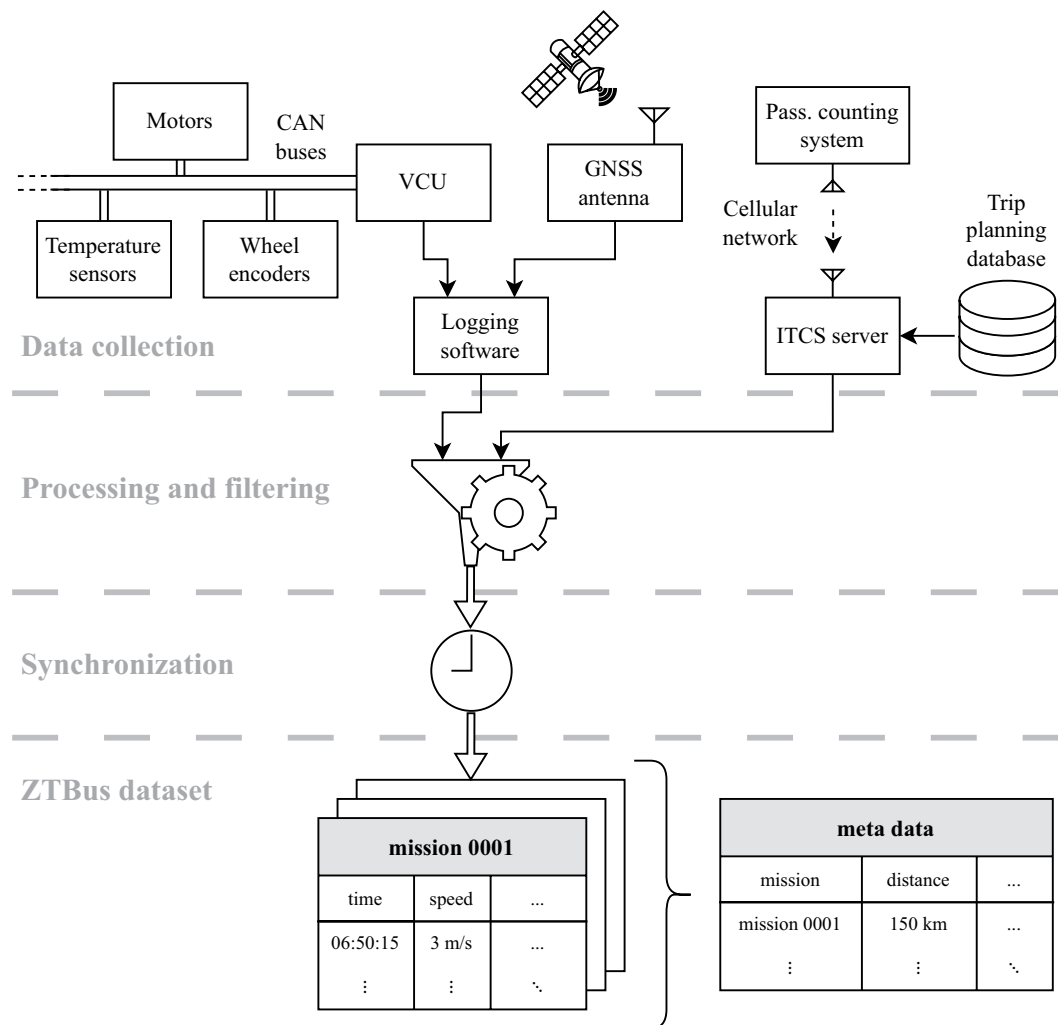 Motors
CAN
buses
VCU
GNSS
antenna
Pass. counting
system
Temperature
sensors
Wheel
encoders
Cellular
network
Trip
planning
database
Logging
software
ITCS server
Data collection
Processing and filtering
Synchronization
ZTBus dataset
mission 0001
time speed ...
06:50:15 3 m/s ...
⋮ ⋮ ⋱
meta data
mission distance ...
mission 0001 150 km ...
⋮ ⋮ ⋱